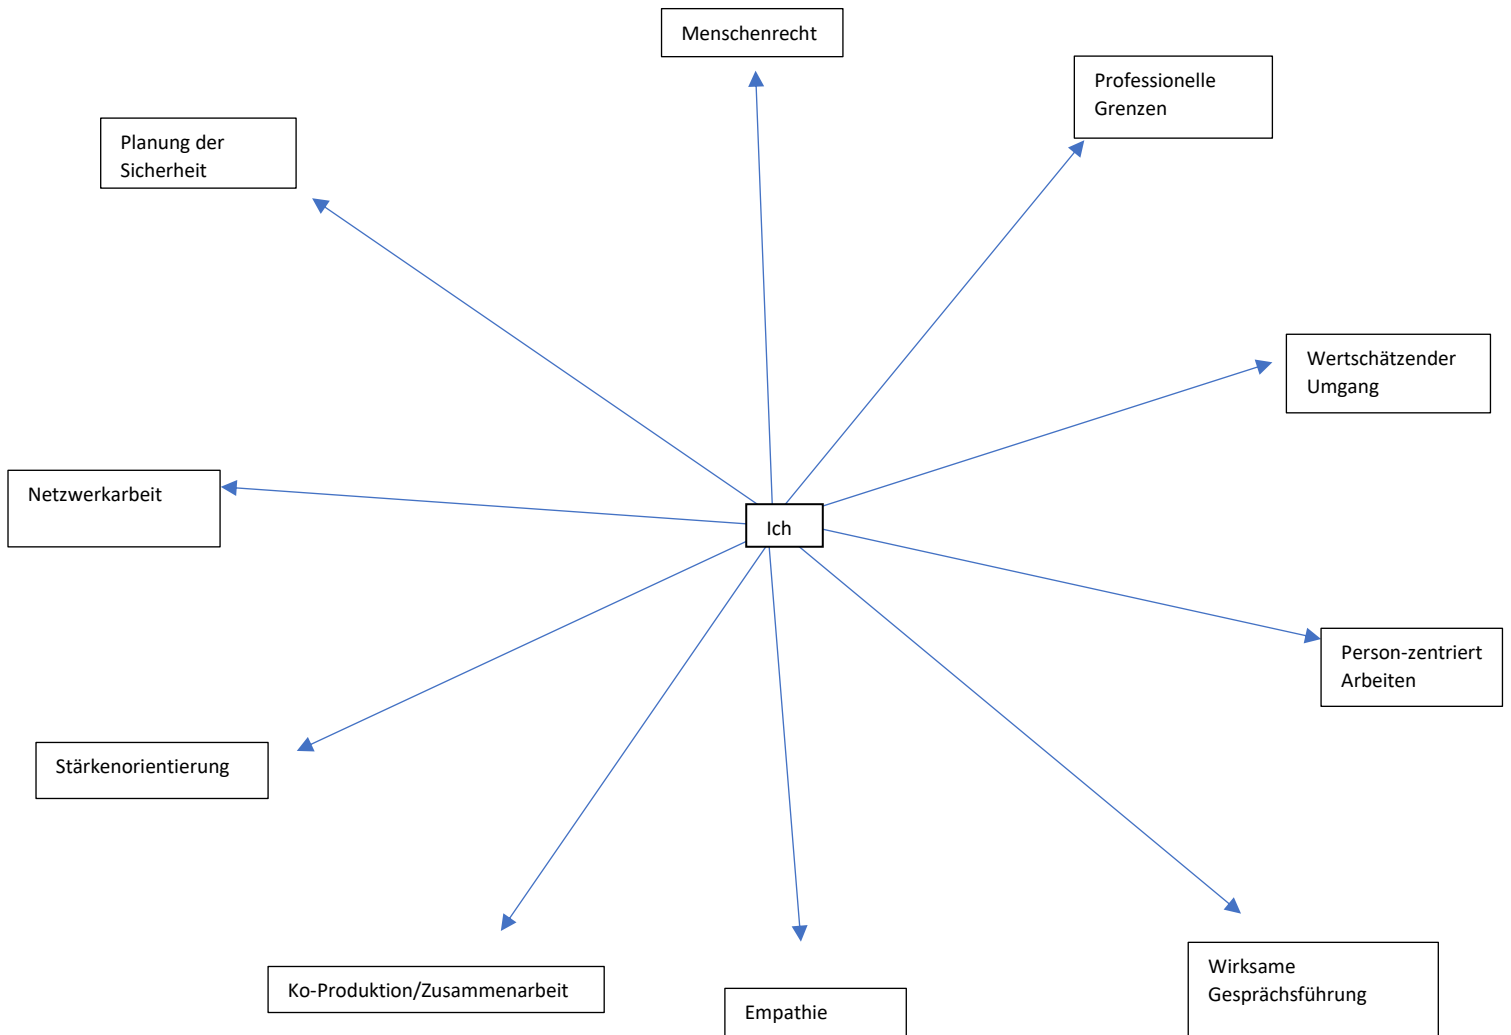 Menschenrecht
Professionelle
Grenzen
Planung der
Sicherheit
Wertschätzender
Umgang
Netzwerkarbeit
Ich
Person-zentriert
Arbeiten
Stärkenorientierung
Wirksame
Gesprächsführung
Ko-Produktion/Zusammenarbeit
Empathie